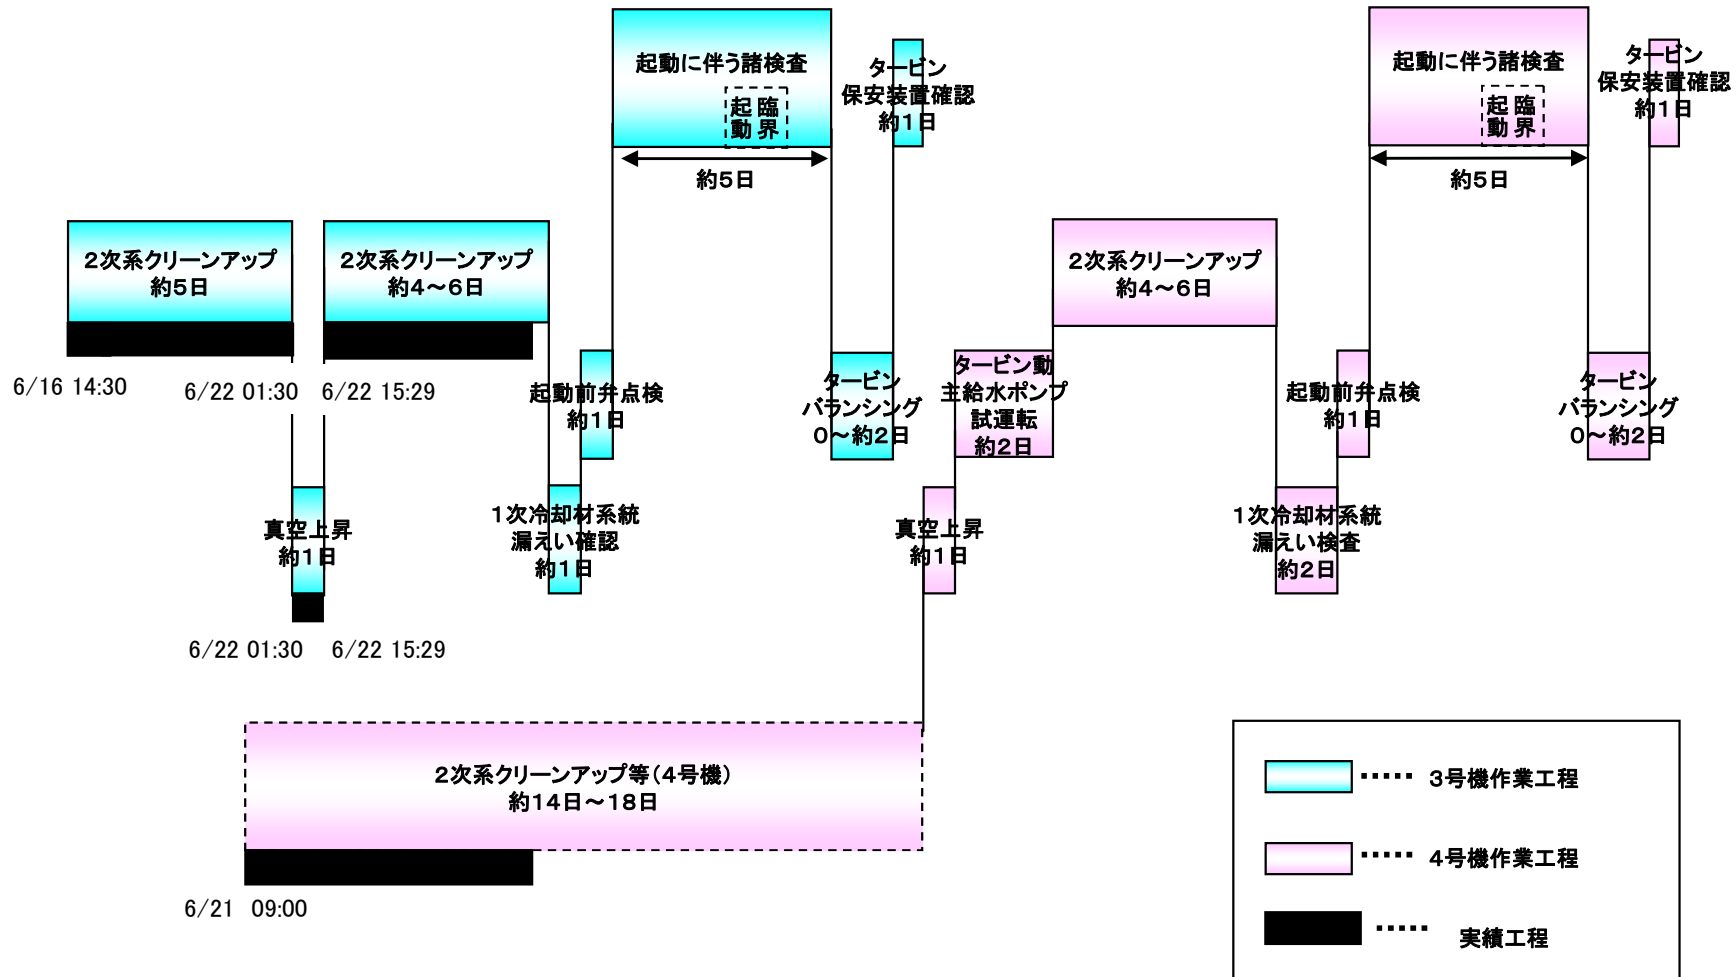 起動に伴う諸検査
起臨
動界
約5日
タービン
保安装置確認
約1日
起動に伴う諸検査
起臨
動界
約5日
タービン
保安装置確認
約1日
2次系クリーンアップ
約5日
2次系クリーンアップ
約4～6日
2次系クリーンアップ
約4～6日
6/16 14:30
6/22 01:30
6/22 15:29
起動前弁点検
約1日
タービン
バランシング
0～約2日
タービン動
主給水ポンプ
試運転
約2日
起動前弁点検
約1日
タービン
バランシング
0～約2日
真空上昇
約1日
1次冷却材系統
漏えい確認
約1日
真空上昇
約1日
1次冷却材系統
漏えい検査
約2日
6/22 01:30
6/22 15:29
2次系クリーンアップ等(4号機)
約14日～18日
6/21 09:00
3号機作業工程
4号機作業工程
実績工程